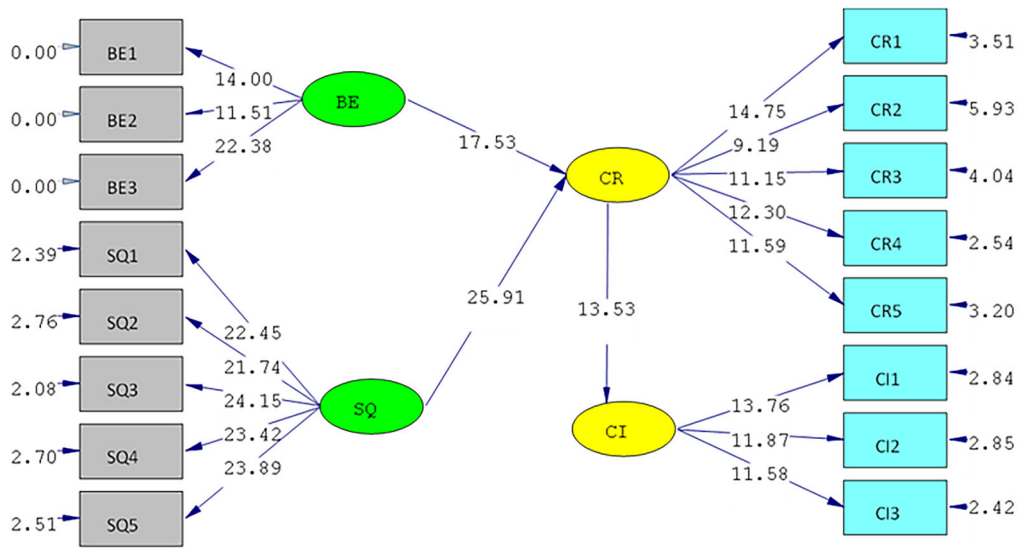 0.00 BE1
0.00 BE2
0.00 BE3
2.39 SQ1
2.76 SQ2
2.08 SQ3
2.70 SQ4
2.51 SQ5
14.00
11.51
22.38
22.45
21.74
24.15
23.42
23.89
BE
SQ
17.53
25.91
CR
13.53
CI
14.75
9.19
11.15
12.30
11.59
13.76
11.87
11.58
CR1 3.51
CR2 5.93
CR3 4.04
CR4 2.54
CR5 3.20
CI1 2.84
CI2 2.85
CI3 2.42